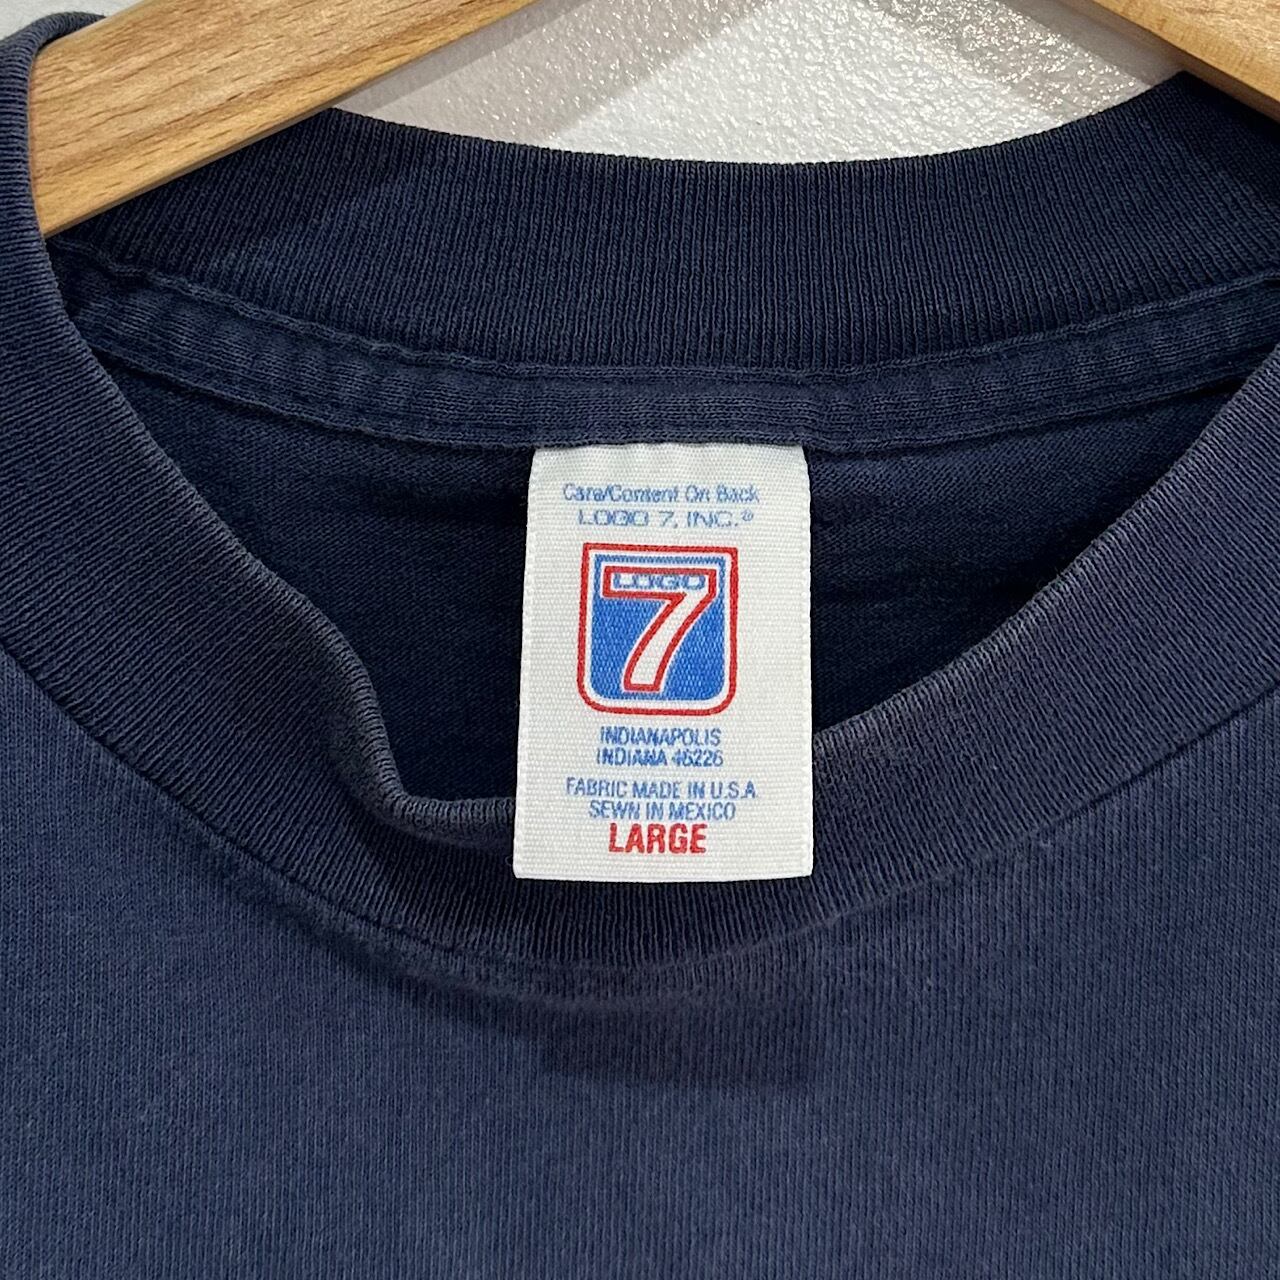 Care/Content On Back
LOGO 7, INC.®
LOGO
7
INDIANAPOLIS
INDIANA 46226
FABRIC MADE IN U.S.A
SEWN IN MEXICO
LARGE